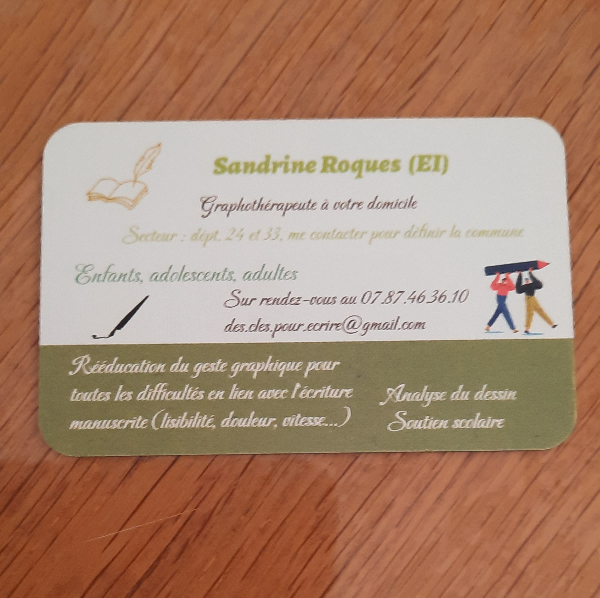 Sandrine Roques (EI)
Graphothérapeute à votre domicile
Secteur : dépt. 24 et 33, me contacter pour définir la commune
Enfants, adolescents, adultes
Sur rendez-vous au 07.87.46.36.10
des.cles.pour.ecrire@gmail.com
Rééducation du geste graphique pour
toutes les difficultés en lien avec l'écriture
manuscrite (lisibilité, douleur, vitesse...)
Analyse du dessin
Soutien scolaire